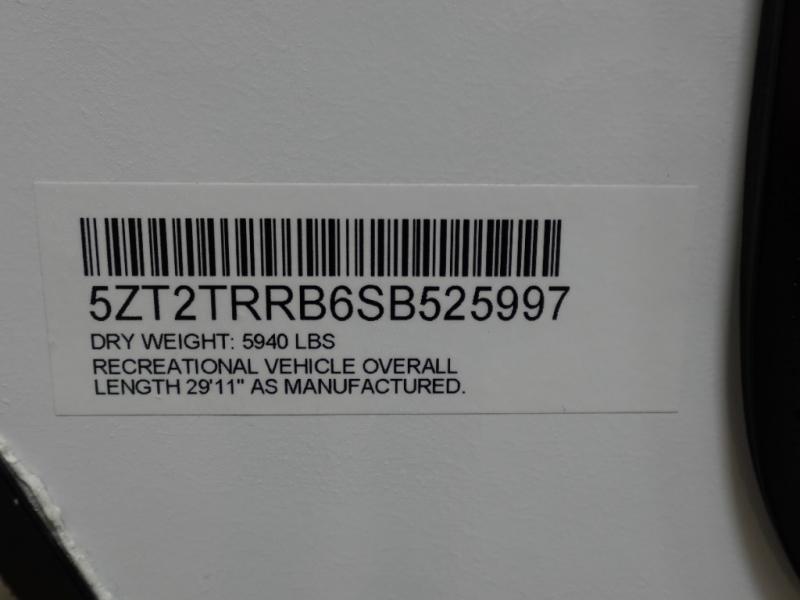 5ZT2TRRB6SB525997
DRY WEIGHT: 5940 LBS
RECREATIONAL VEHICLE OVERALL
LENGTH 29'11" AS MANUFACTURED.